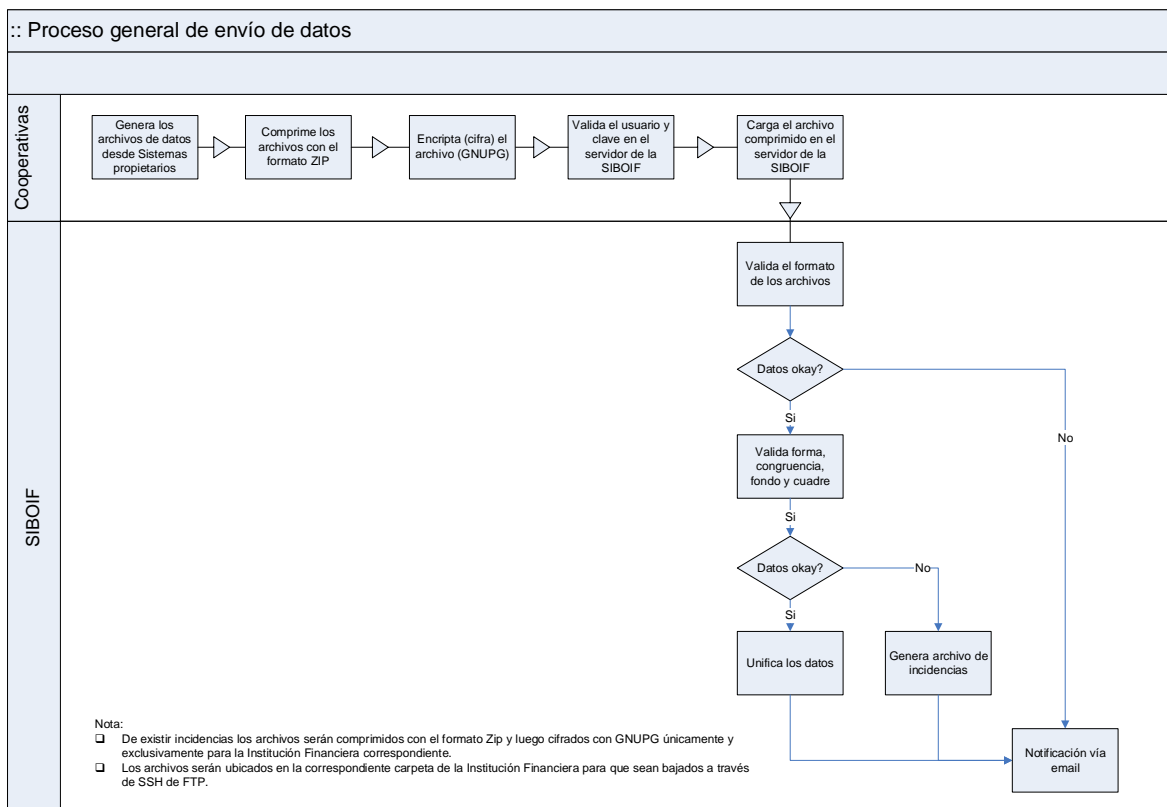 :: Proceso general de envío de datos
Cooperativas
Genera los
archivos de datos
desde Sistemas
propietarios
Comprime los
archivos con el
formato ZIP
Encripta (cifra) el
archivo (GNUPG)
Valida el usuario y
clave en el
servidor de la
SIBOIF
Carga el archivo
comprimido en el
servidor de la
SIBOIF
SIBOIF
Valida el formato
de los archivos
Datos okay?
No
Si
Valida forma,
congruencia,
fondo y cuadre
Si
Datos okay?
No
Si
Unifica los datos
Genera archivo de
incidencias
Notificación vía
email
Nota:
De existir incidencias los archivos serán comprimidos con el formato Zip y luego cifrados con GNUPG únicamente y
exclusivamente para la Institución Financiera correspondiente.
Los archivos serán ubicados en la correspondiente carpeta de la Institución Financiera para que sean bajados a través
de SSH de FTP.